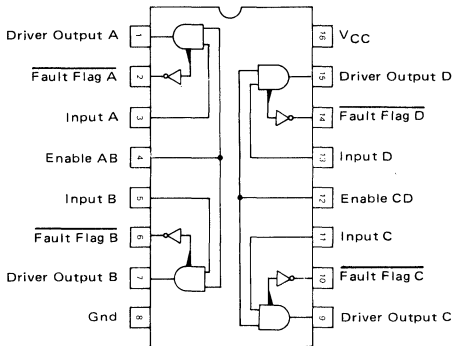 Driver Output A 1
Fault Flag A 2
Input A 3
Enable AB 4
Input B 5
Fault Flag B 6
Driver Output B 7
Gnd 8
16 VCC
15 Driver Output D
14 Fault Flag D
13 Input D
12 Enable CD
11 Input C
10 Fault Flag C
9 Driver Output C